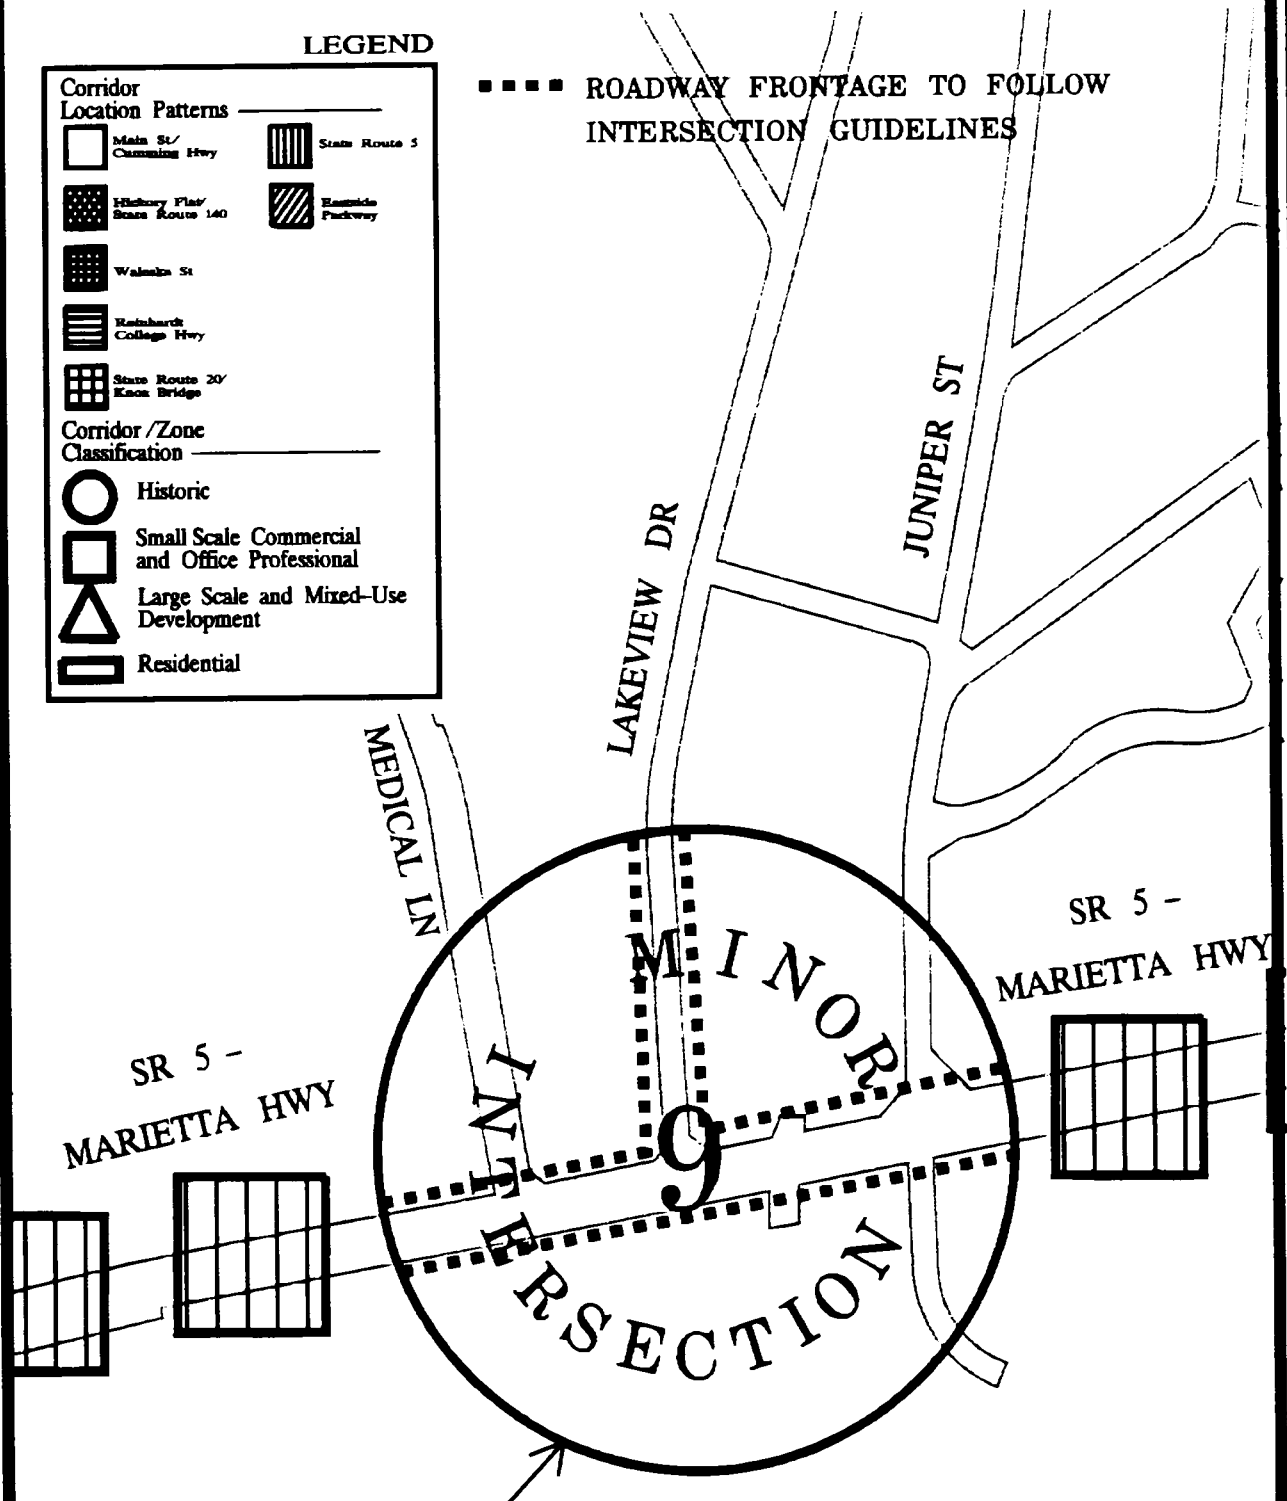 LEGEND
Corridor
Location Patterns
Main St/
Cumming Hwy
State Route 5
Hickory Flat/
State Route 140
Eastside
Parkway
Waleska St
Reinhardt
College Hwy
State Route 20/
Knox Bridge
Corridor /Zone
Classification
Historic
Small Scale Commercial
and Office Professional
Large Scale and Mixed-Use
Development
Residential
ROADWAY FRONTAGE TO FOLLOW
INTERSECTION GUIDELINES
JUNIPER ST
LAKEVIEW DR
MEDICAL LN
SR 5 -
MARIETTA HWY
SR 5 -
MARIETTA HWY
MINOR
9
INTERSECTION